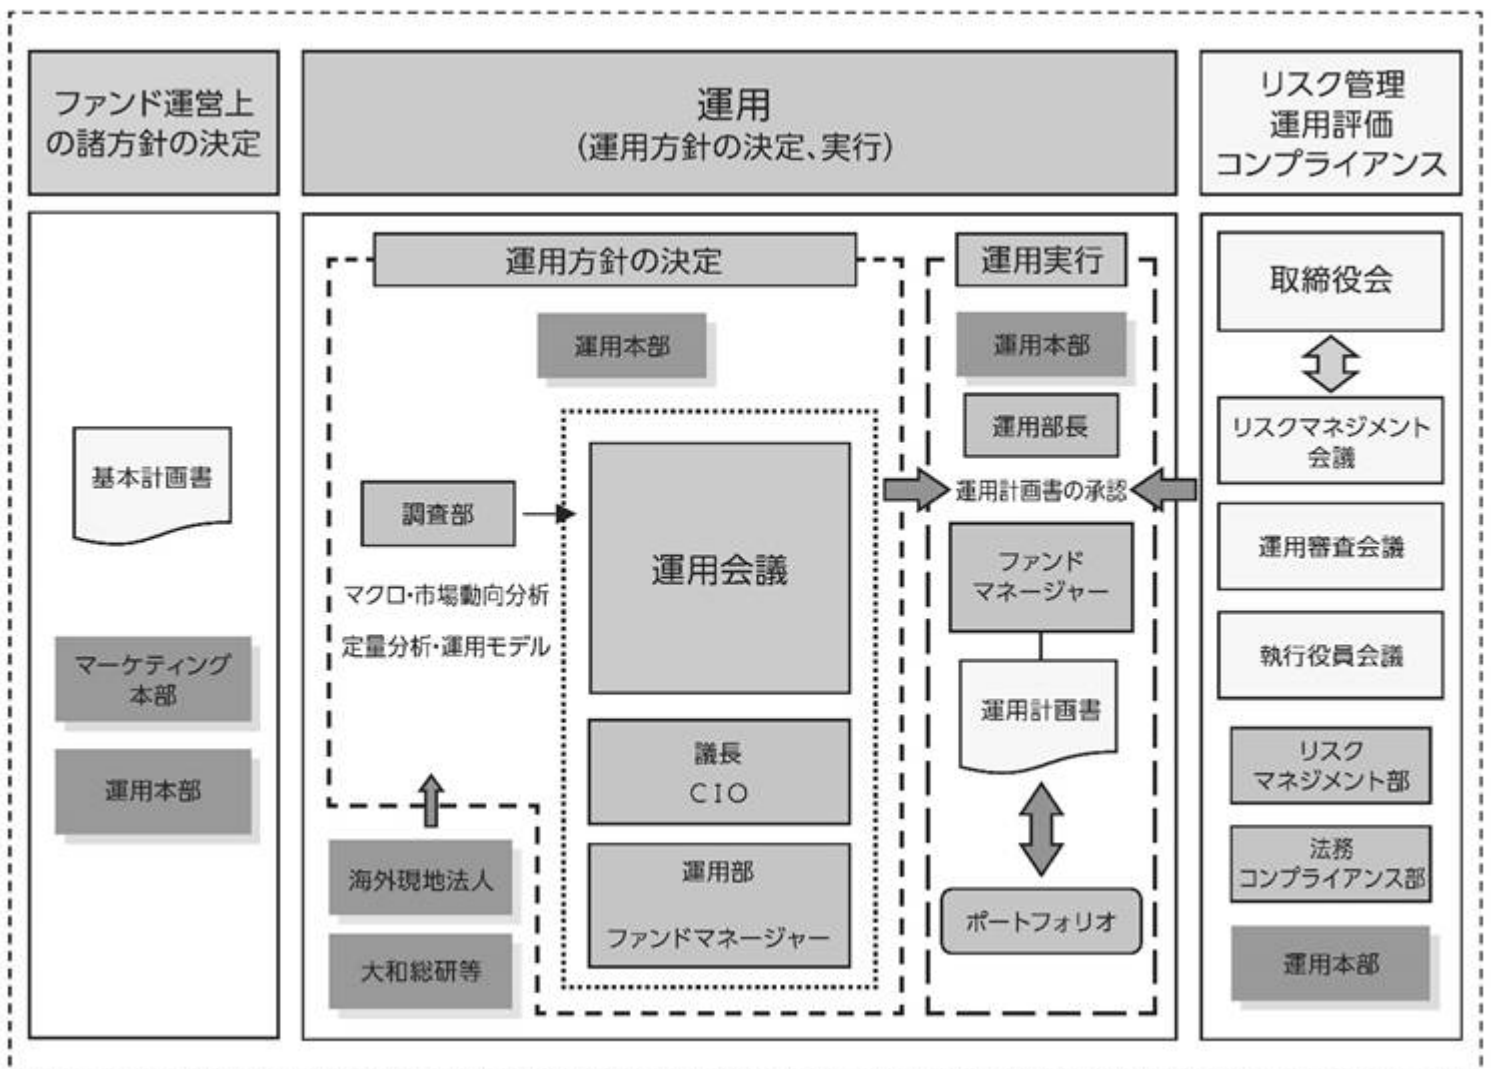 ファンド運営上
の諸方針の決定
運用
(運用方針の決定、実行)
リスク管理
運用評価
コンプライアンス
基本計画書
マーケティング
本部
運用本部
運用方針の決定
運用本部
調査部
マクロ・市場動向分析
定量分析・運用モデル
海外現地法人
大和総研等
運用会議
議長
CIO
運用部
ファンドマネージャー
運用実行
運用本部
運用部長
運用計画書の承認
ファンド
マネージャー
運用計画書
ポートフォリオ
取締役会
リスクマネジメント
会議
運用審査会議
執行役員会議
リスク
マネジメント部
法務
コンプライアンス部
運用本部